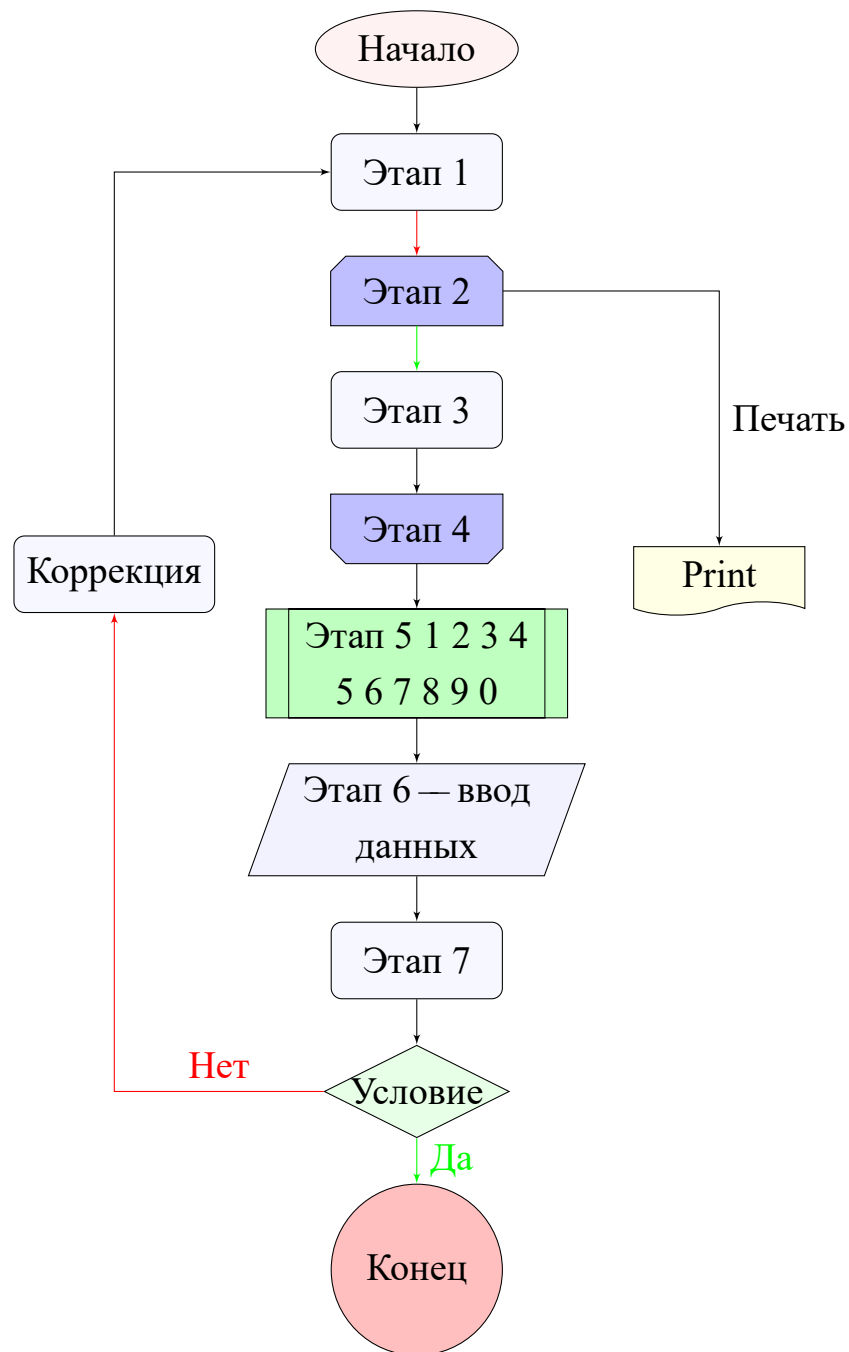 Начало
Этап 1
Этап 2
Этап 3
Печать
Этап 4
Коррекция
Print
Этап 5 1 2 3 4
5 6 7 8 9 0
Этап 6 — ввод
данных
Этап 7
Нет
Условие
Да
Конец